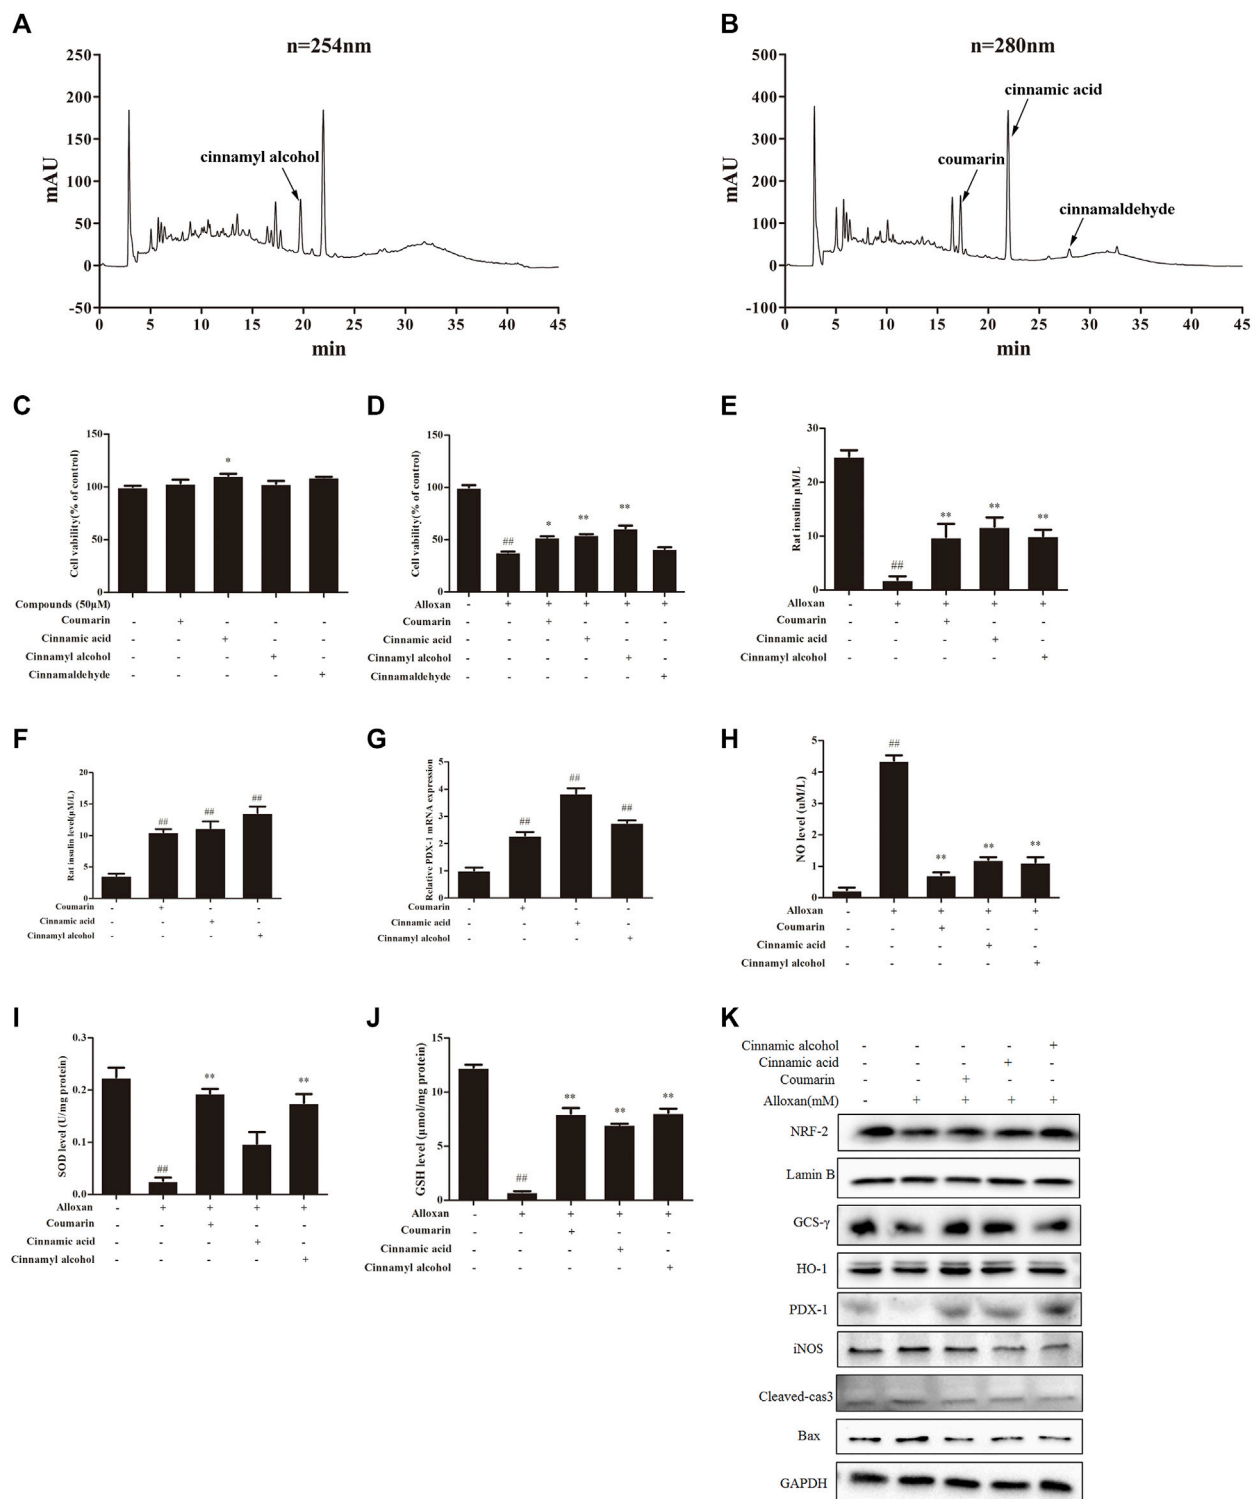 A
n=254nm
250
200
150
100
50
0
-50
mAU
cinnamyl alcohol
0 5 10 15 20 25 30 35 40 45
min
B
n=280nm
500
400
300
200
100
0
-100
mAU
cinnamic acid
coumarin
cinnamaldehyde
0 5 10 15 20 25 30 35 40 45
min
C
150
100
50
0
Cell vability(% of control)
*
Compounds (50μM) - + + + +
Coumarin - + - - -
Cinnamic acid - - + - -
Cinnamyl alcohol - - - + -
Cinnamaldehyde - - - - +
D
150
100
50
0
Cell vability(% of control)
## * ** **
Alloxan - + + + + +
Coumarin - - + - - -
Cinnamic acid - - - + - -
Cinnamyl alcohol - - - - + -
Cinnamaldehyde - - - - - +
E
30
20
10
0
Rat insulin μM/L
## ** ** **
Alloxan - + + + +
Coumarin - - + - -
Cinnamic acid - - - + -
Cinnamyl alcohol - - - - +
F
20
15
10
5
0
Rat insulin level(μM/L)
## ## ##
Coumarin - + - -
Cinnamic acid - - + -
Cinnamyl alcohol - - - +
G
5
4
3
2
1
0
Relative PDX-1 mRNA expression
## ## ##
Coumarin - + - -
Cinnamic acid - - + -
Cinnamyl alcohol - - - +
H
5
4
2
0
NO level (uM/L)
## ** ** **
Alloxan - + + + +
Coumarin - - + - -
Cinnamic acid - - - + -
Cinnamyl alcohol - - - - +
I
0.3
0.2
0.1
0.0
SOD level (U/mg protein)
## ** **
Alloxan - + + + +
Coumarin - - + - -
Cinnamic acid - - - + -
Cinnamyl alcohol - - - - +
J
15
10
5
0
GSH level (μmol/mg protein)
## ** ** **
Alloxan - + + + +
Coumarin - - + - -
Cinnamic acid - - - + -
Cinnamyl alcohol - - - - +
K
Cinnamic alcohol - - - - +
Cinnamic acid - - - + -
Coumarin - - + - -
Alloxan(mM) - + + + +
NRF-2
Lamin B
GCS-γ
HO-1
PDX-1
iNOS
Cleaved-cas3
Bax
GAPDH